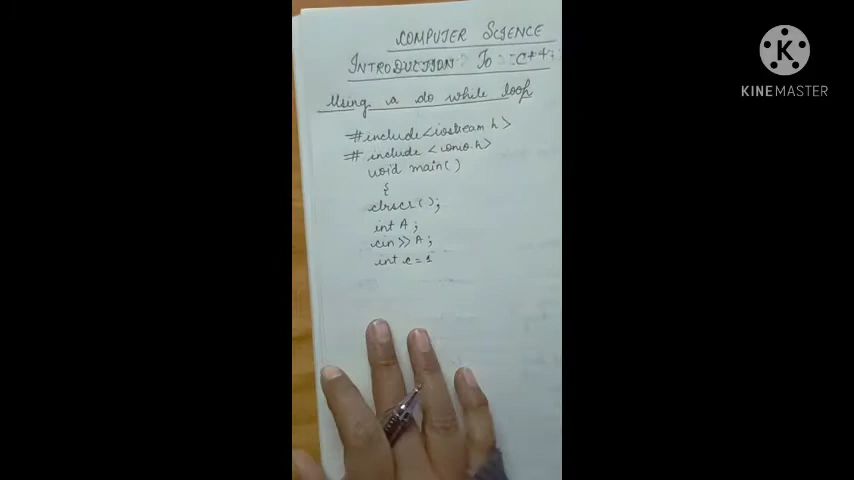 COMPUTER SCIENCE
INTRODUCTION TO C++
Using a do while loop
#include<iostream.h>
# include <conio.h>
void main()
{
clrscr();
int A;
cin>>A;
int c=1
K
KINEMASTER